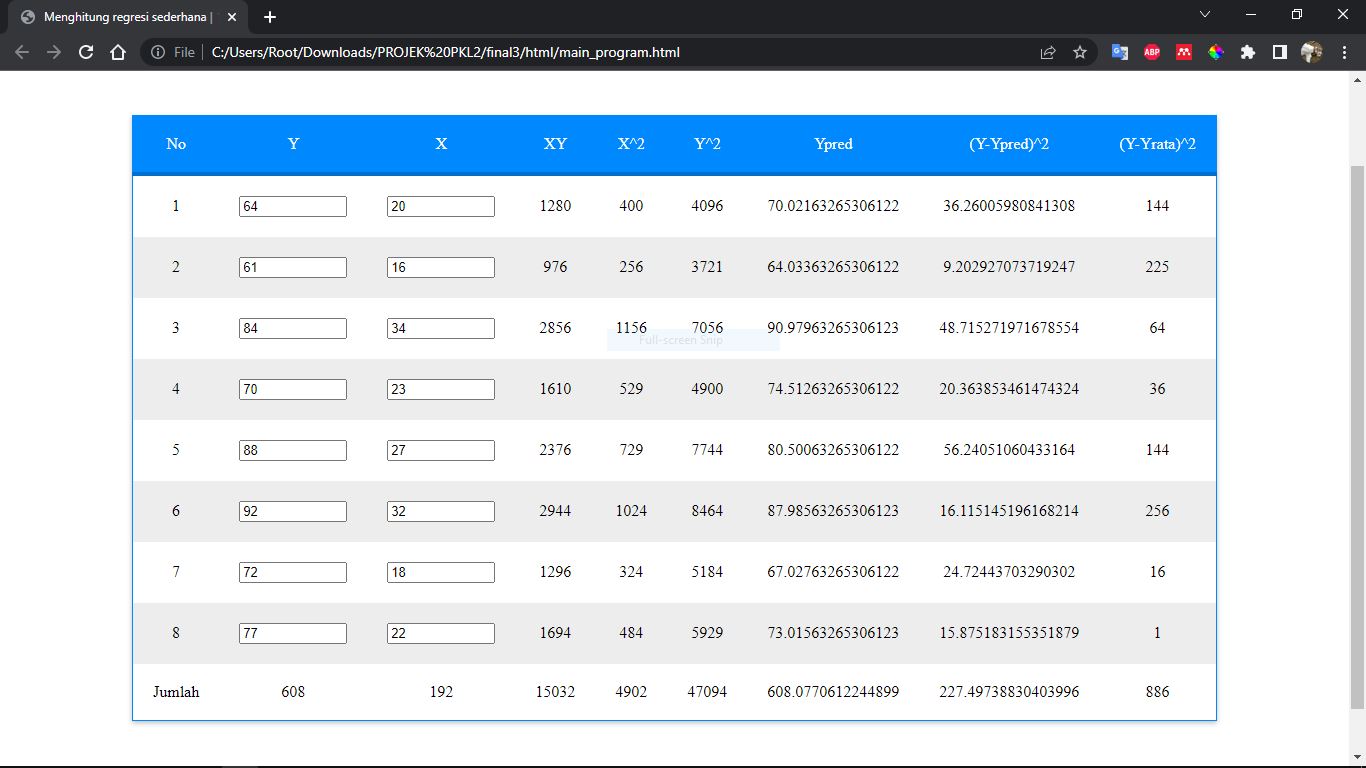 Menghitung regresi sederhana |
File C:/Users/Root/Downloads/PROJEK%20PKL2/final3/html/main_program.html
ABP
No Y X XY X^2 Y^2 Ypred (Y-Ypred)^2 (Y-Yrata)^2
1 64 20 1280 400 4096 70.02163265306122 36.26005980841308 144
2 61 16 976 256 3721 64.03363265306122 9.202927073719247 225
3 84 34 2856 1156 7056 90.97963265306123 48.715271971678554 64
Full-screen Snip
4 70 23 1610 529 4900 74.51263265306122 20.363853461474324 36
5 88 27 2376 729 7744 80.50063265306122 56.24051060433164 144
6 92 32 2944 1024 8464 87.98563265306123 16.115145196168214 256
7 72 18 1296 324 5184 67.02763265306122 24.72443703290302 16
8 77 22 1694 484 5929 73.01563265306123 15.875183155351879 1
Jumlah 608 192 15032 4902 47094 608.0770612244899 227.49738830403996 886